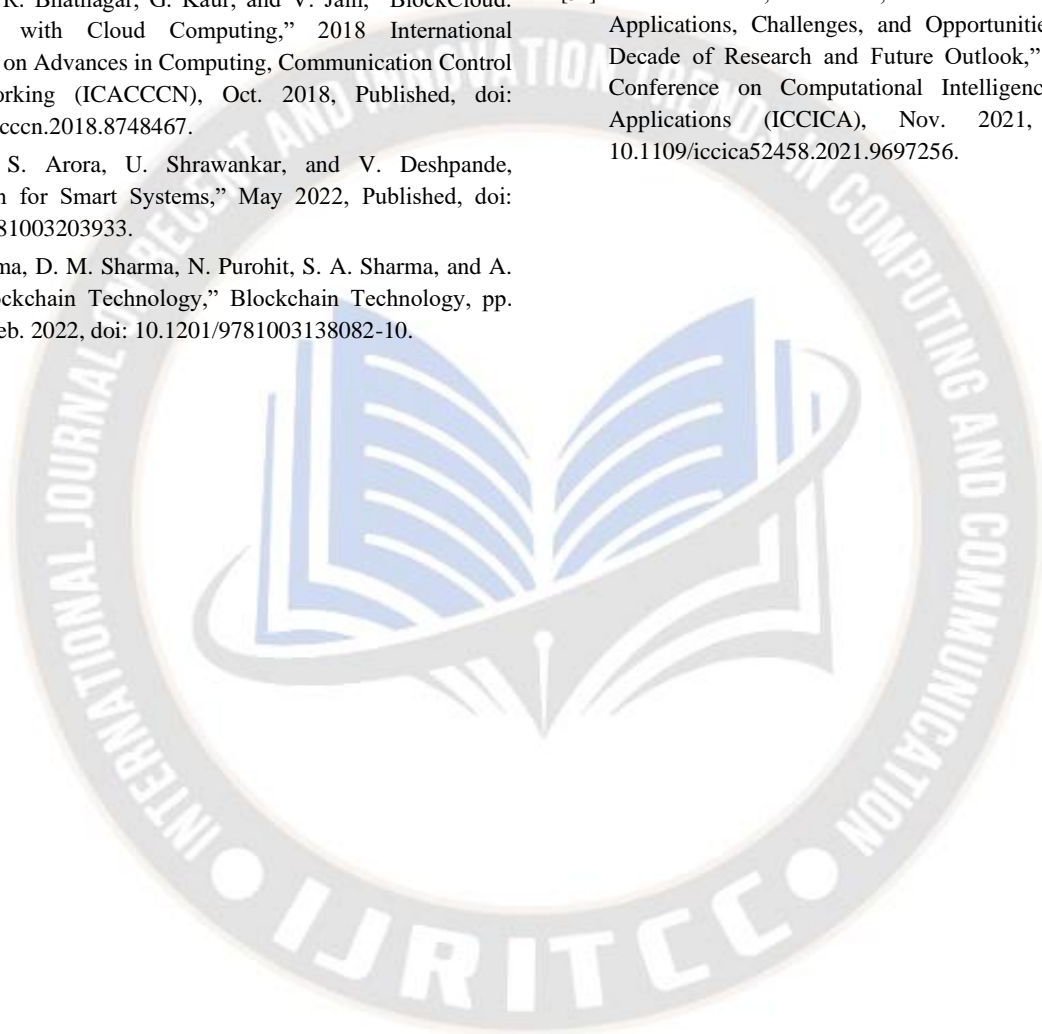 R. Bhatnagar, G. Kaur, and V. Jain, “BlockCloud:
with Cloud Computing,” 2018 International
on Advances in Computing, Communication Control
orking (ICACCCN), Oct. 2018, Published, doi:
cccn.2018.8748467.
S. Arora, U. Shrawankar, and V. Deshpande,
n for Smart Systems,” May 2022, Published, doi:
81003203933.
ma, D. M. Sharma, N. Purohit, S. A. Sharma, and A.
ockchain Technology,” Blockchain Technology, pp.
eb. 2022, doi: 10.1201/9781003138082-10.
Applications, Challenges, and Opportunitie
Decade of Research and Future Outlook,”
Conference on Computational Intelligenc
Applications (ICCICA), Nov. 2021,
10.1109/iccica52458.2021.9697256.
INTERNATIONAL JOURNAL ON RECENT AND INNOVATION TRENDS IN COMPUTING AND COMMUNICATION
IJRITCC